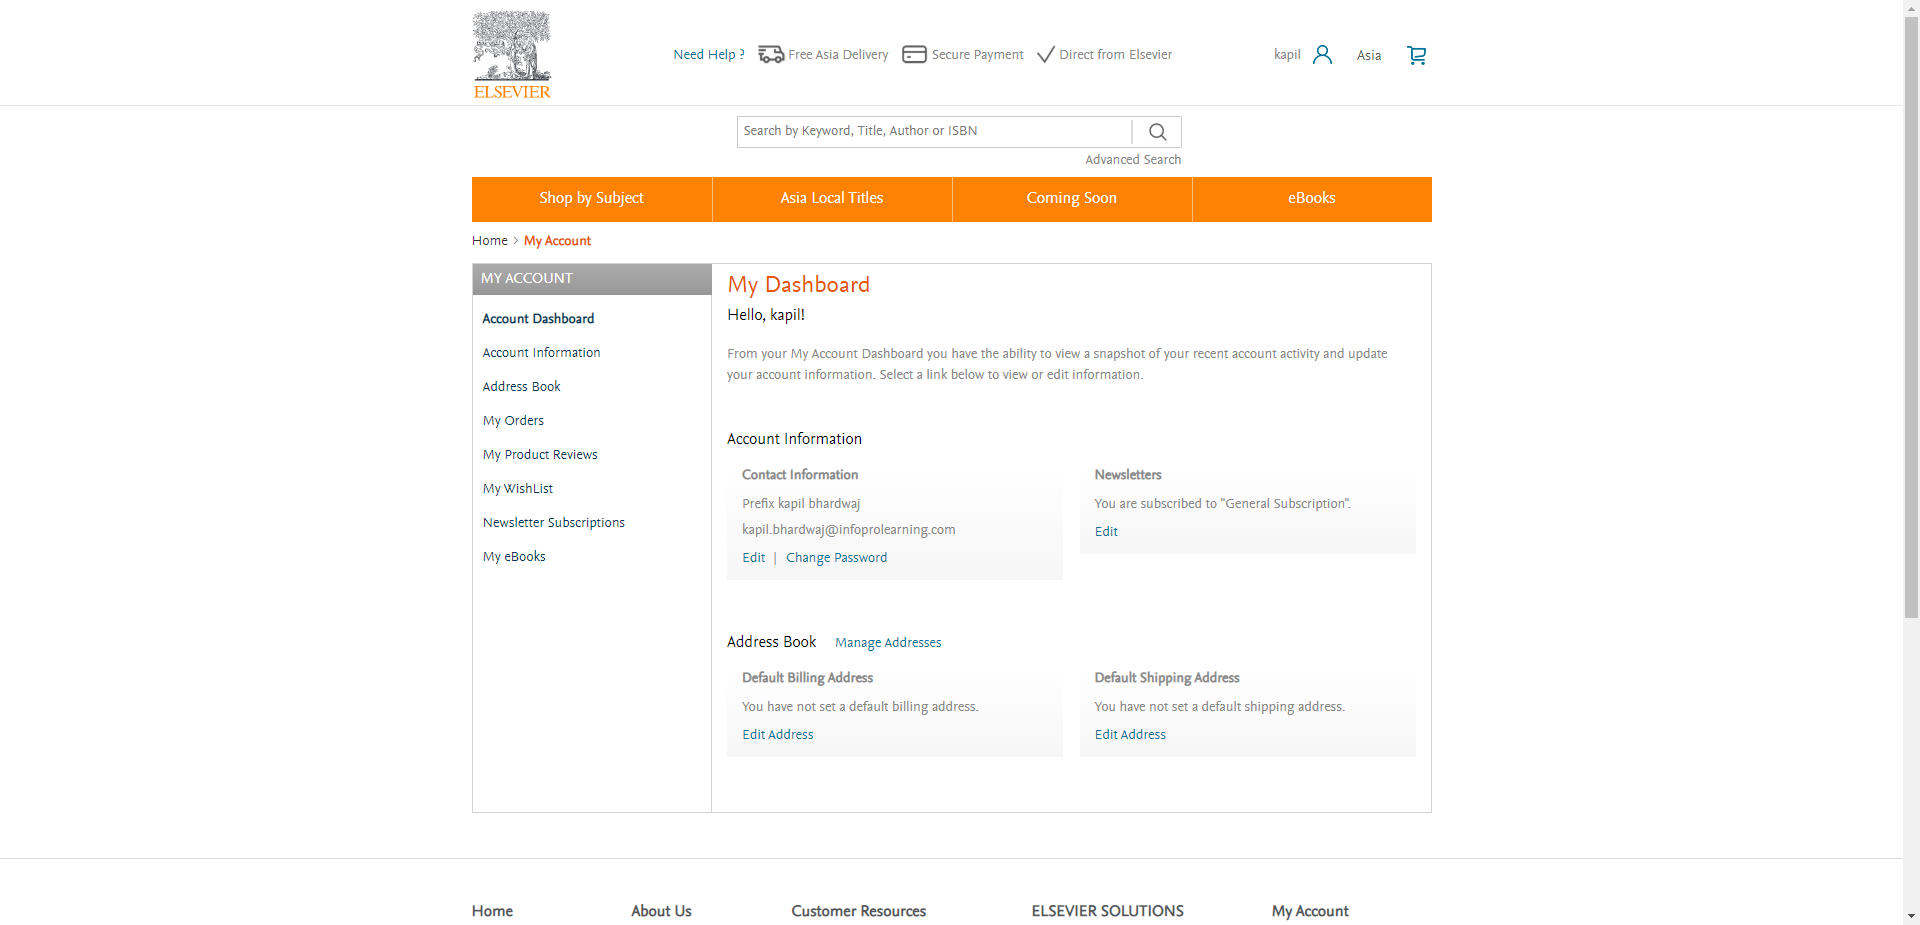 ELSEVIER
Need Help ?
Free Asia Delivery
Secure Payment
Direct from Elsevier
kapil
Asia
Search by Keyword, Title, Author or ISBN
Advanced Search
Shop by Subject
Asia Local Titles
Coming Soon
eBooks
Home > My Account
MY ACCOUNT
Account Dashboard
Account Information
Address Book
My Orders
My Product Reviews
My WishList
Newsletter Subscriptions
My eBooks
My Dashboard
Hello, kapil!
From your My Account Dashboard you have the ability to view a snapshot of your recent account activity and update
your account information. Select a link below to view or edit information.
Account Information
Contact Information
Prefix kapil bhardwaj
kapil.bhardwaj@infoprolearning.com
Edit | Change Password
Newsletters
You are subscribed to "General Subscription".
Edit
Address Book Manage Addresses
Default Billing Address
You have not set a default billing address.
Edit Address
Default Shipping Address
You have not set a default shipping address.
Edit Address
Home
About Us
Customer Resources
ELSEVIER SOLUTIONS
My Account